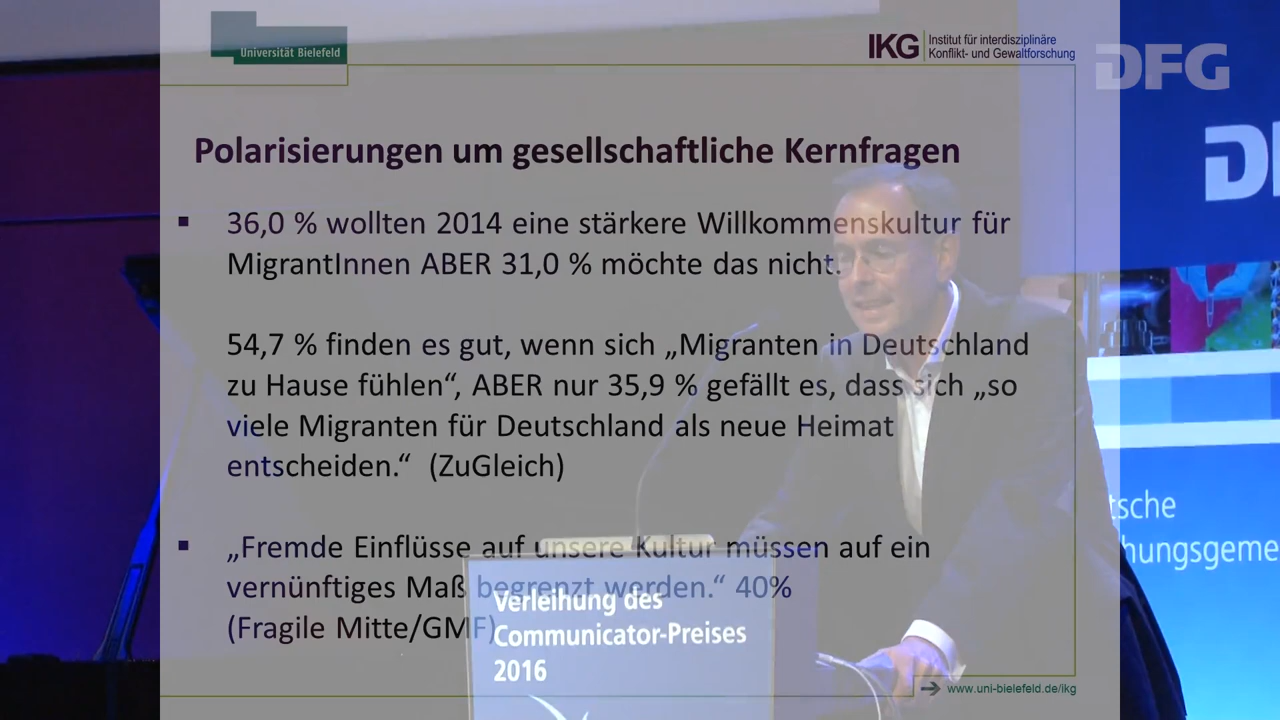 Universität Bielefeld
IKG Institut für interdisziplinäre
Konflikt- und Gewaltforschung
DFG
Polarisierungen um gesellschaftliche Kernfragen
▪ 36,0 % wollten 2014 eine stärkere Willkommenskultur für
MigrantInnen ABER 31,0 % möchte das nicht.
54,7 % finden es gut, wenn sich „Migranten in Deutschland
zu Hause fühlen“, ABER nur 35,9 % gefällt es, dass sich „so
viele Migranten für Deutschland als neue Heimat
entscheiden.“ (ZuGleich)
▪ „Fremde Einflüsse auf unsere Kultur müssen auf ein
vernünftiges Maß begrenzt werden.“ 40%
(Fragile Mitte/GMF)
Verleihung des
Communicator-Preises
2016
www.uni-bielefeld.de/ikg
D
tsche
hungsgeme